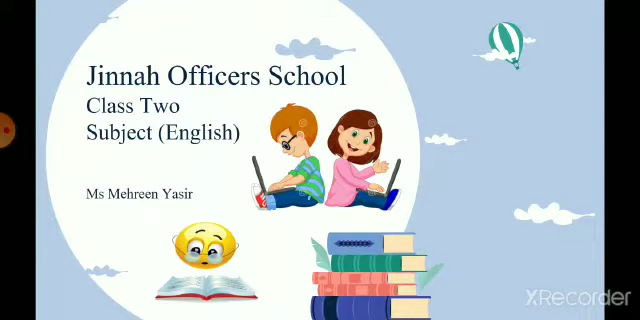 Jinnah Officers School
Class Two
Subject (English)
Ms Mehreen Yasir
XRecorder